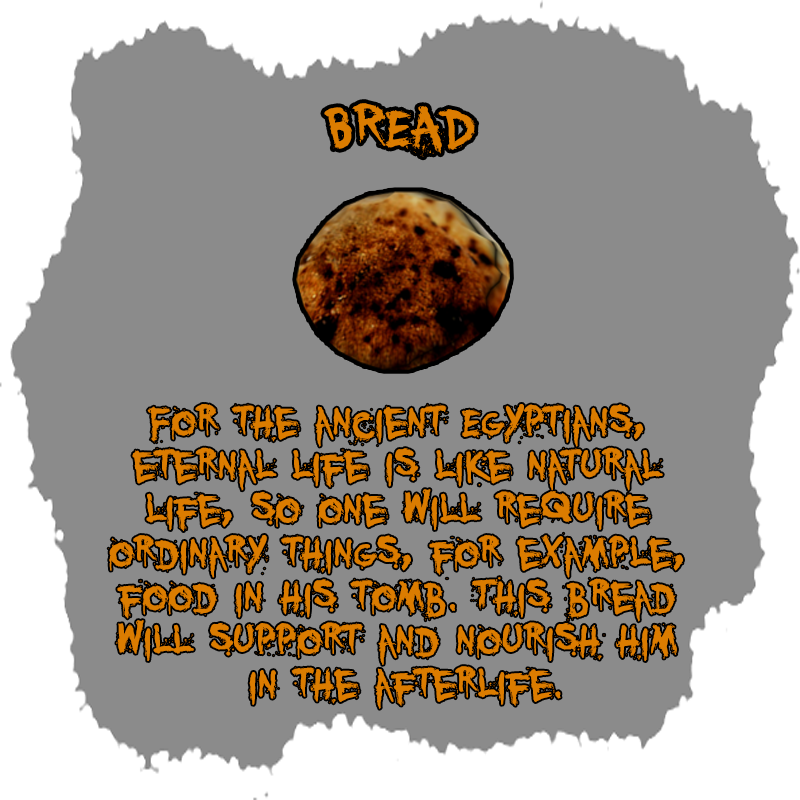 BREAD
FOR THE ANCIENT EGYPTIANS,
ETERNAL LIFE IS LIKE NATURAL
LIFE, SO ONE WILL REQUIRE
ORDINARY THINGS, FOR EXAMPLE,
FOOD IN HIS TOMB. THIS BREAD
WILL SUPPORT AND NOURISH HIM
IN THE AFTERLIFE.